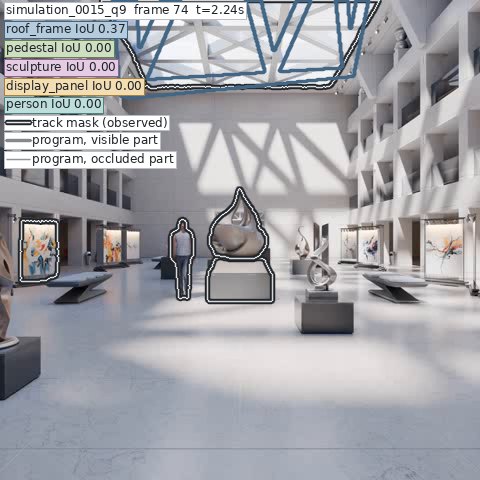 simulation_0015_q9  frame 74  t=2.24s
roof_frame IoU 0.37
pedestal IoU 0.00
sculpture IoU 0.00
display_panel IoU 0.00
person IoU 0.00
track mask (observed)
program, visible part
program, occluded part